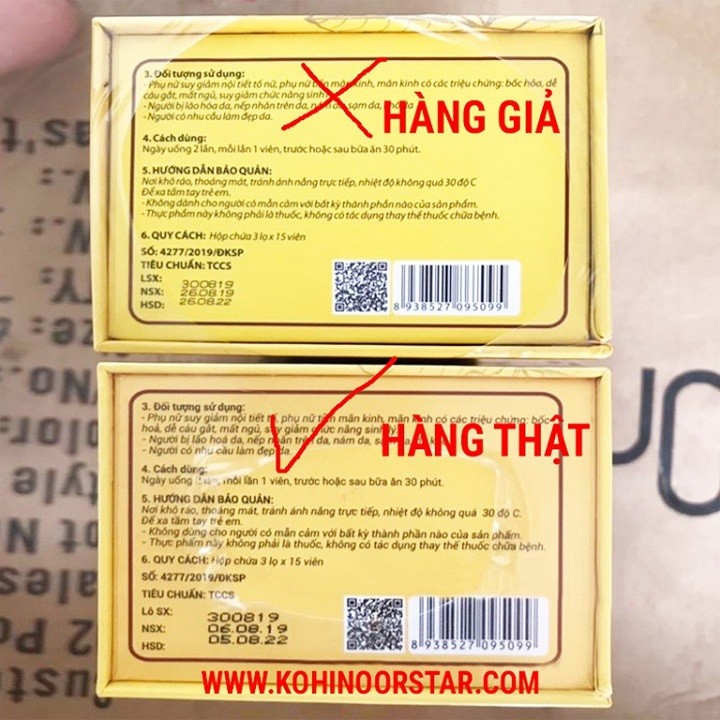 3. Đối tượng sử dụng:
- Phụ nữ suy giảm nội tiết tố nữ, phụ nữ tiền mãn kinh, mãn kinh có các triệu chứng: bốc hỏa, dễ
cáu gắt, mất ngủ, suy giảm chức năng sinh
- Người bị lão hóa da, nếp nhăn trên da, nám da, sạm da, da
- Người có nhu cầu làm đẹp da.
HÀNG GIẢ
4. Cách dùng:
Ngày uống 2 lần, mỗi lần 1 viên, trước hoặc sau bữa ăn 30 phút.
5. HƯỚNG DẪN BẢO QUẢN:
Nơi khô ráo, thoáng mát, tránh ánh nắng trực tiếp, nhiệt độ không quá 30 độ C
Để xa tầm tay trẻ em.
- Không dành cho người có mẫn cảm với bất kỳ thành phần nào của sản phẩm.
- Thực phẩm này không phải là thuốc, không có tác dụng thay thế thuốc chữa bệnh.
6. QUY CÁCH: Hộp chứa 3 lọ x 15 viên
SỐ: 4277/2019/ĐKSP
TIÊU CHUẨN: TCCS
LSX: 300819
NSX: 26.08.19
HSD: 26.08.22
8 938527 095099
3. Đối tượng sử dụng:
- Phụ nữ suy giảm nội tiết tố, phụ nữ tiền mãn kinh, mãn kinh có các triệu chứng: bốc
hoả, dễ cáu gắt, mất ngủ, suy giảm chức năng sinh lý
- Người bị lão hoá da, nếp nhăn trên da, nám da,
- Người có nhu cầu làm đẹp da.
HÀNG THẬT
4. Cách dùng:
Ngày uống 2 lần, mỗi lần 1 viên, trước hoặc sau bữa ăn 30 phút.
5. HƯỚNG DẪN BẢO QUẢN:
Nơi khô ráo, thoáng mát, tránh ánh nắng trực tiếp, nhiệt độ không quá 30 độ C.
Để xa tầm tay trẻ em.
- Không dùng cho người có mẫn cảm với bất kỳ thành phần nào của sản phẩm.
- Thực phẩm này không phải là thuốc, không có tác dụng thay thế thuốc chữa bệnh.
6. QUY CÁCH: Hộp chứa 3 lọ x 15 viên
SỐ: 4277/2019/ĐKSP
TIÊU CHUẨN: TCCS
Lô SX: 300819
NSX: 06.08.19
HSD: 05.08.22
8 938527 095099
WWW.KOHINOORSTAR.COM